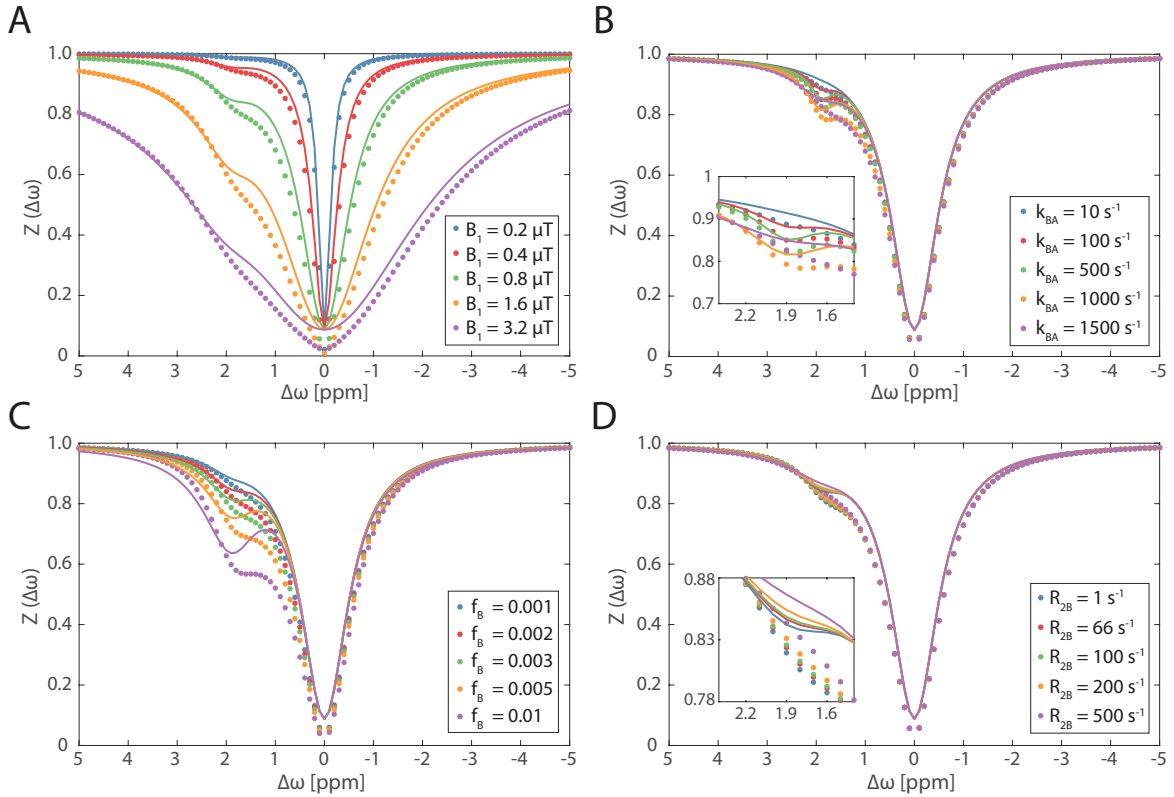 A
1.0
0.8
0.6
0.4
0.2
0
Z (Δω)
5 4 3 2 1 0 -1 -2 -3 -4 -5
Δω [ppm]
B₁ = 0.2 µT
B₁ = 0.4 µT
B₁ = 0.8 µT
B₁ = 1.6 µT
B₁ = 3.2 µT
B
1.0
0.8
0.6
0.4
0.2
0
Z (Δω)
5 4 3 2 1 0 -1 -2 -3 -4 -5
Δω [ppm]
1
0.9
0.8
0.7
2.2 1.9 1.6
k_BA = 10 s⁻¹
k_BA = 100 s⁻¹
k_BA = 500 s⁻¹
k_BA = 1000 s⁻¹
k_BA = 1500 s⁻¹
C
1.0
0.8
0.6
0.4
0.2
0
Z (Δω)
5 4 3 2 1 0 -1 -2 -3 -4 -5
Δω [ppm]
f_B = 0.001
f_B = 0.002
f_B = 0.003
f_B = 0.005
f_B = 0.01
D
1.0
0.8
0.6
0.4
0.2
0
Z (Δω)
5 4 3 2 1 0 -1 -2 -3 -4 -5
Δω [ppm]
0.88
0.83
0.78
2.2 1.9 1.6
R_2B = 1 s⁻¹
R_2B = 66 s⁻¹
R_2B = 100 s⁻¹
R_2B = 200 s⁻¹
R_2B = 500 s⁻¹